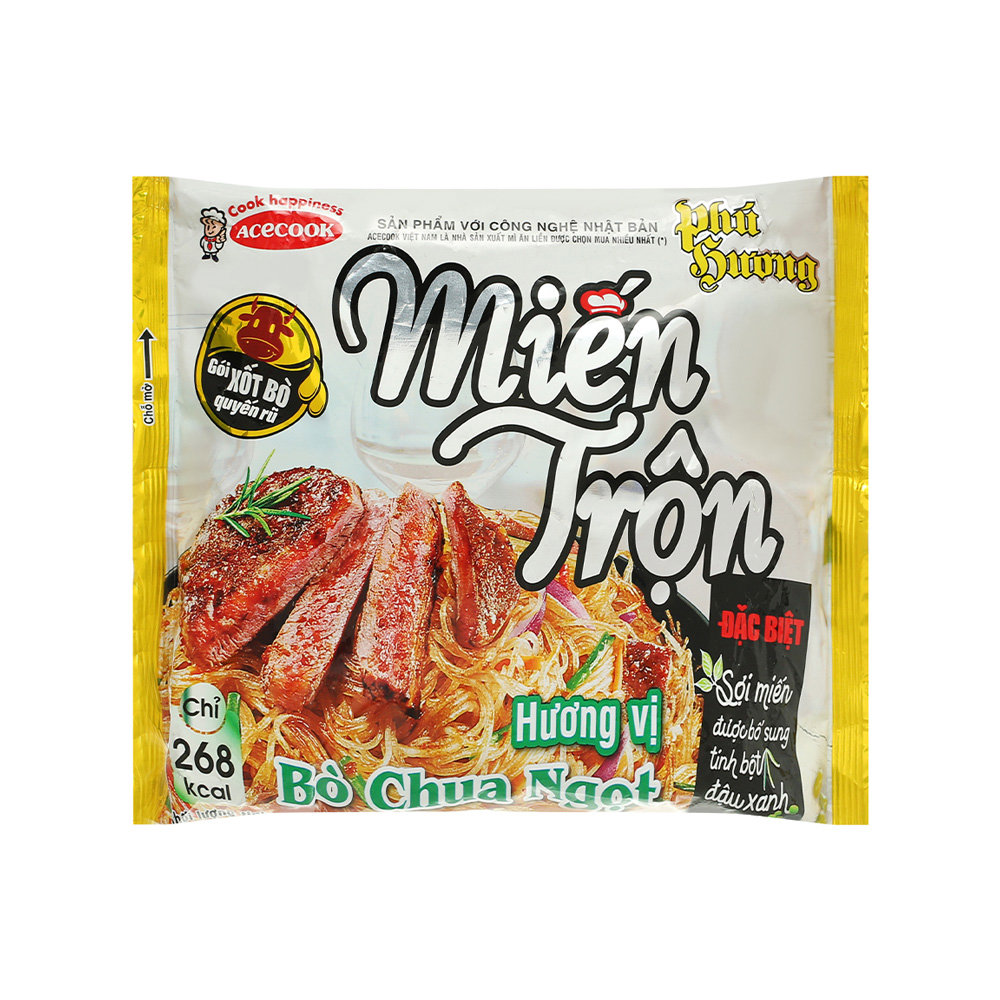 Cook happiness
ACECOOK
SẢN PHẨM VỚI CÔNG NGHỆ NHẬT BẢN
ACECOOK VIỆT NAM LÀ NHÀ SẢN XUẤT MÌ ĂN LIỀN ĐƯỢC CHỌN MUA NHIỀU NHẤT (*)
Phú
Hương
Miến
Trộn
Gói XỐT BÒ
quyến rũ
Chỗ mở
ĐẶC BIỆT
Sợi miến
được bổ sung
tinh bột
đậu xanh
Hương vị
Bò Chua Ngọt
Chỉ
268
kcal